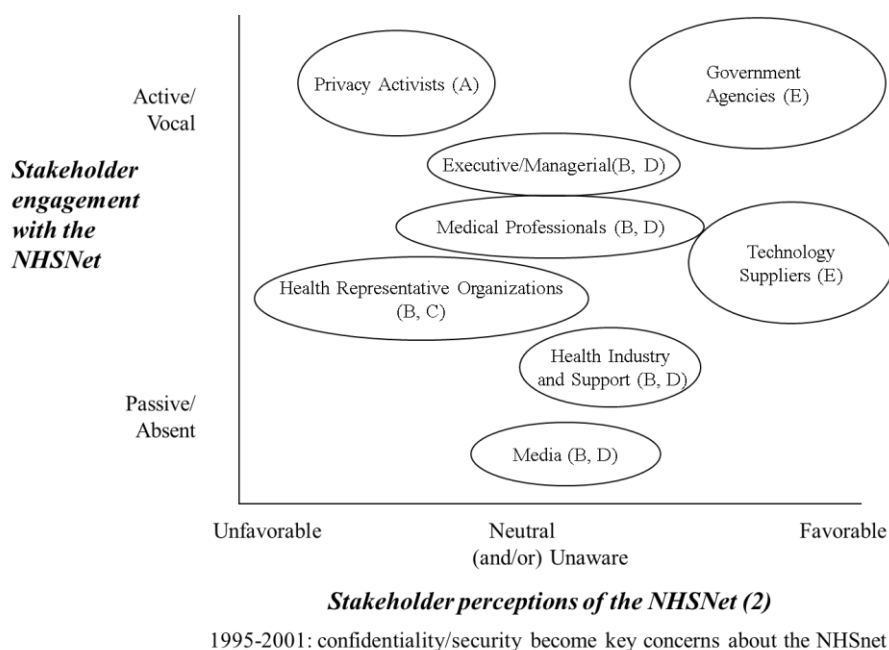 Privacy Activists (A)
Government
Agencies (E)
Active/
Vocal
Executive/Managerial(B, D)
Stakeholder
engagement
with the
NHSNet
Medical Professionals (B, D)
Technology
Suppliers (E)
Health Representative Organizations
(B, C)
Health Industry
and Support (B, D)
Passive/
Absent
Media (B, D)
Unfavorable
Neutral
(and/or) Unaware
Favorable
Stakeholder perceptions of the NHSNet (2)
1995-2001: confidentiality/security become key concerns about the NHSnet